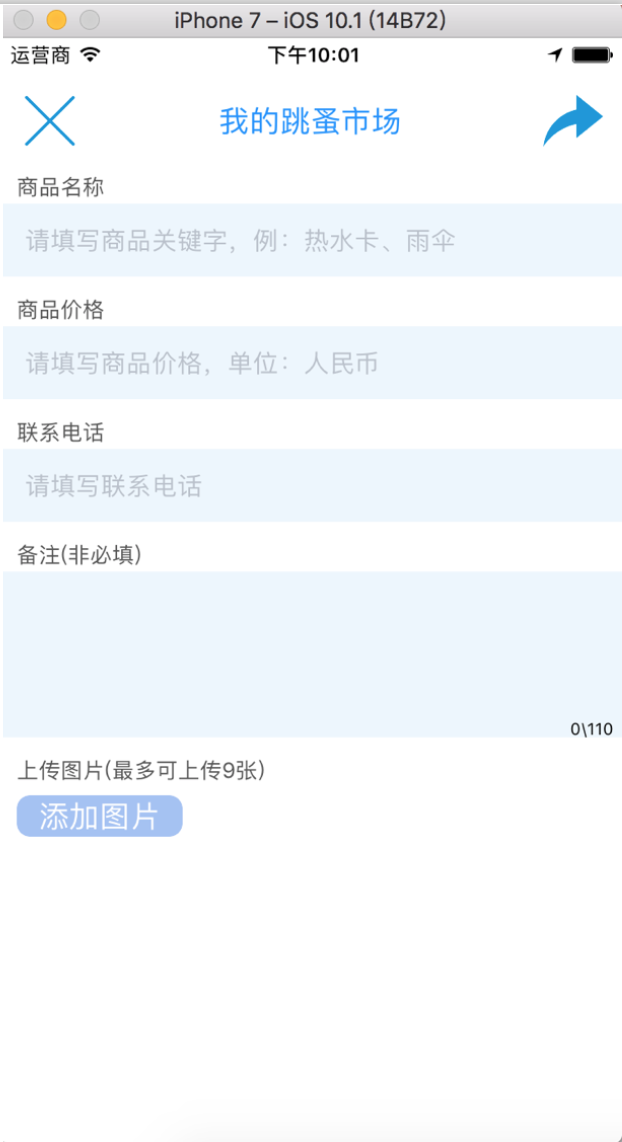 iPhone 7 – iOS 10.1 (14B72)
运营商 下午10:01
我的跳蚤市场
商品名称
请填写商品关键字，例：热水卡、雨伞
商品价格
请填写商品价格，单位：人民币
联系电话
请填写联系电话
备注(非必填)
0\110
上传图片(最多可上传9张)
添加图片